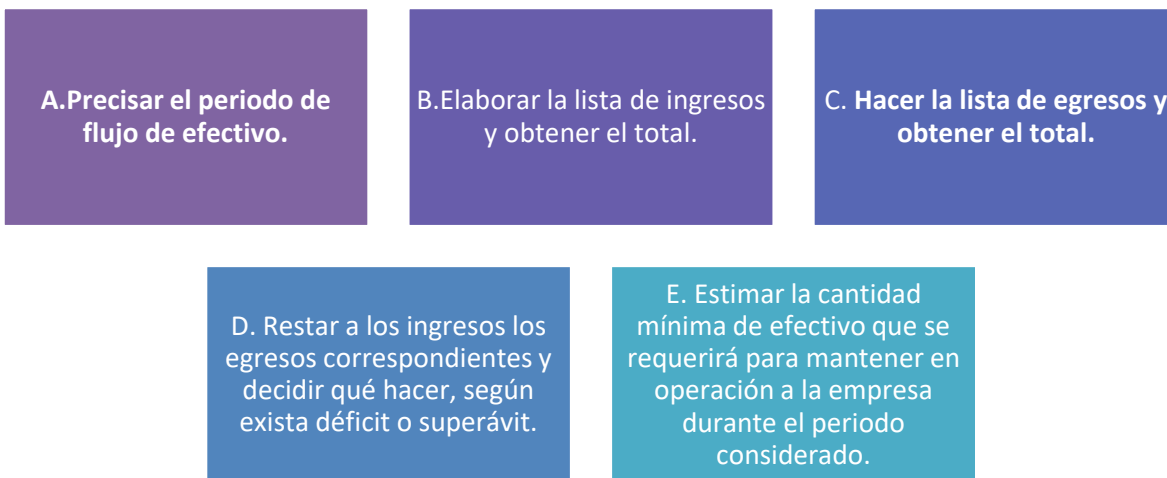 A.Precisar el periodo de
flujo de efectivo.
B.Elaborar la lista de ingresos
y obtener el total.
C. Hacer la lista de egresos y
obtener el total.
D. Restar a los ingresos los
egresos correspondientes y
decidir qué hacer, según
exista déficit o superávit.
E. Estimar la cantidad
mínima de efectivo que se
requerirá para mantener en
operación a la empresa
durante el periodo
considerado.